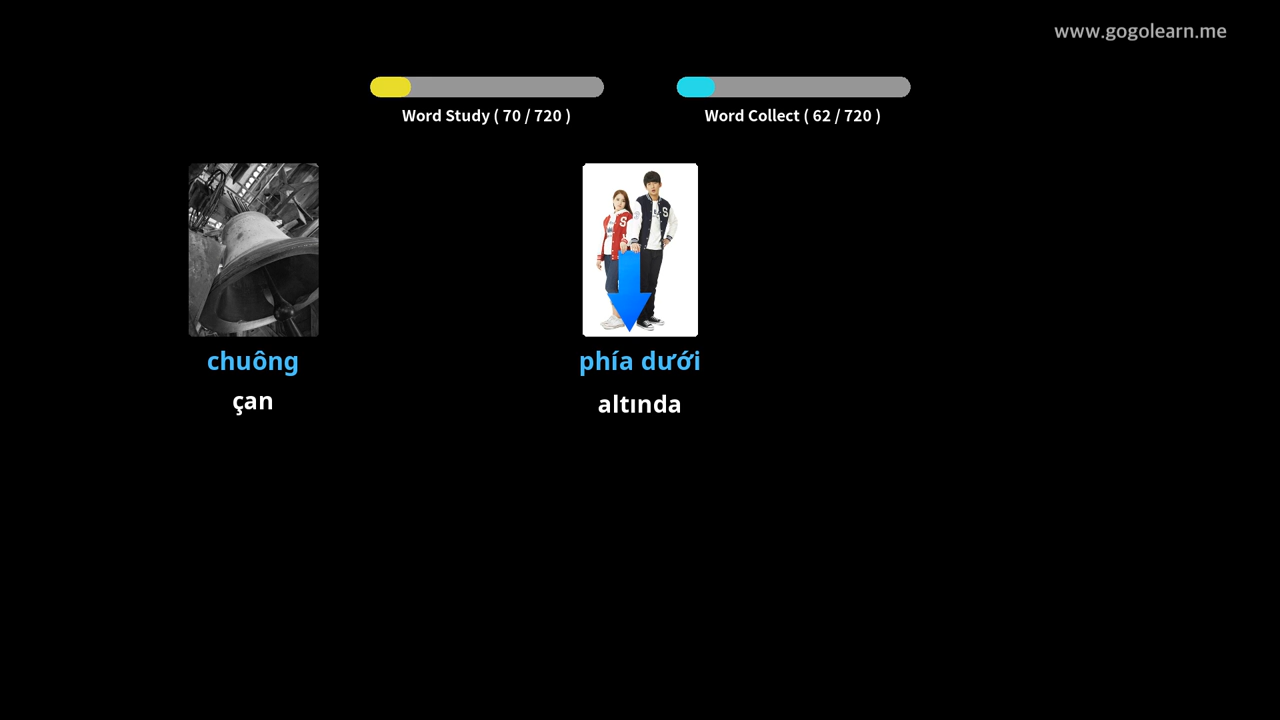 www.gogolearn.me
Word Study ( 70 / 720 )
Word Collect ( 62 / 720 )
S
S
chuông
phía dưới
çan
altında